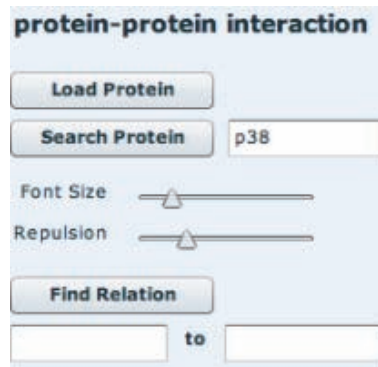 protein-protein interaction
Load Protein
Search Protein p38
Font Size
Repulsion
Find Relation
to